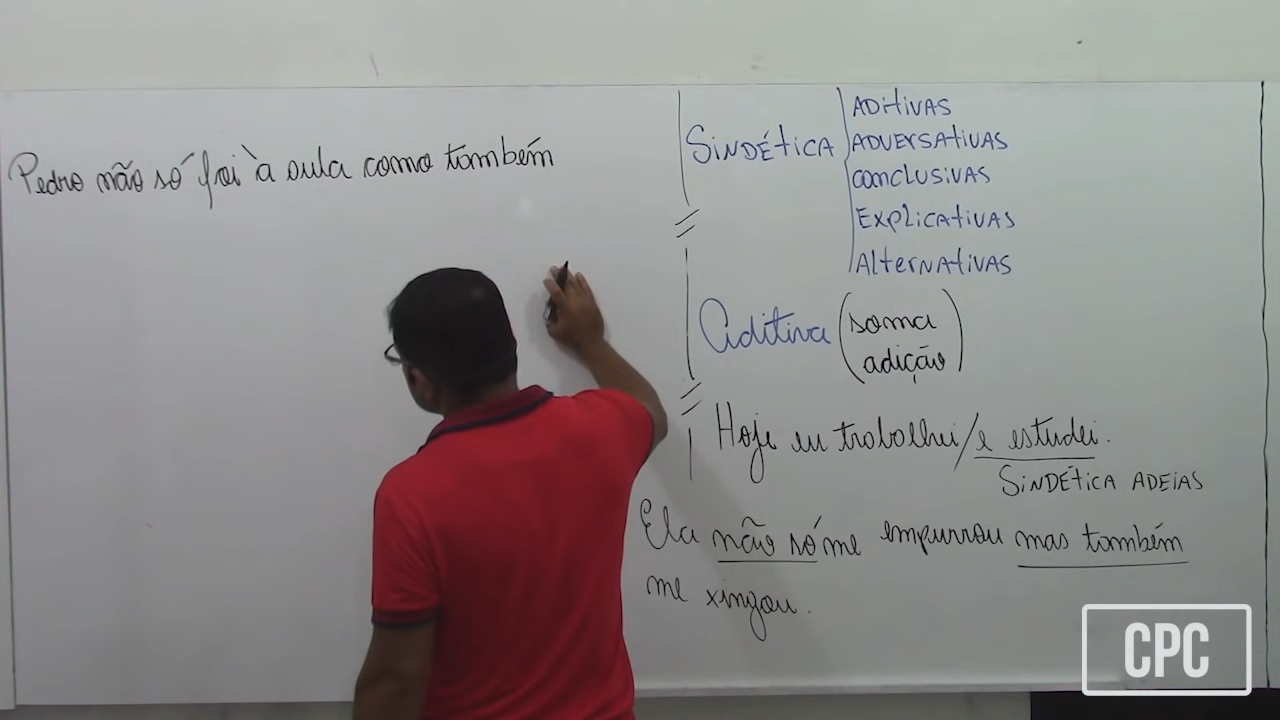 Pedro não só foi à aula como também
Sindética
Aditivas
Adversativas
Conclusivas
Explicativas
Alternativas
Aditiva (soma
adição)
Hoje eu trabalhei/e estudei.
Sindética adeias
Ela não só me empurrou mas também
me xingou.
CPC